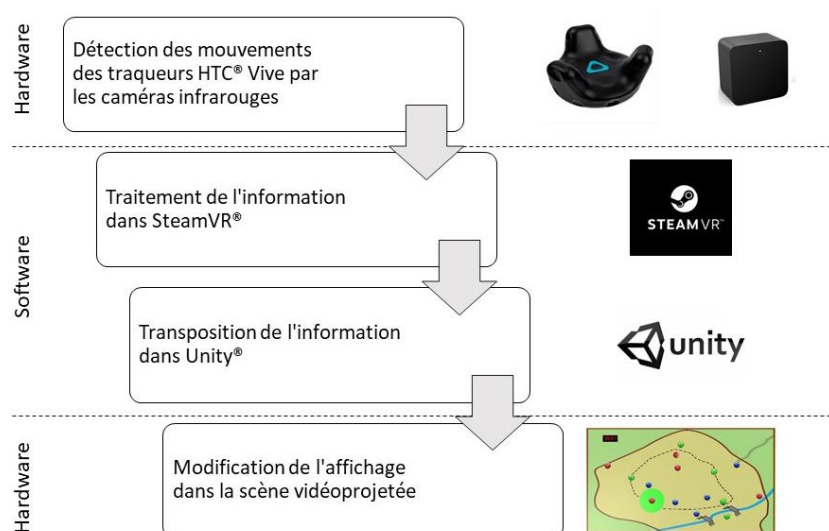 Hardware
Détection des mouvements
des traqueurs HTC® Vive par
les caméras infrarouges
Software
Traitement de l'information
dans SteamVR®
STEAMVR™
Transposition de l'information
dans Unity®
unity
Hardware
Modification de l'affichage
dans la scène vidéoprojetée